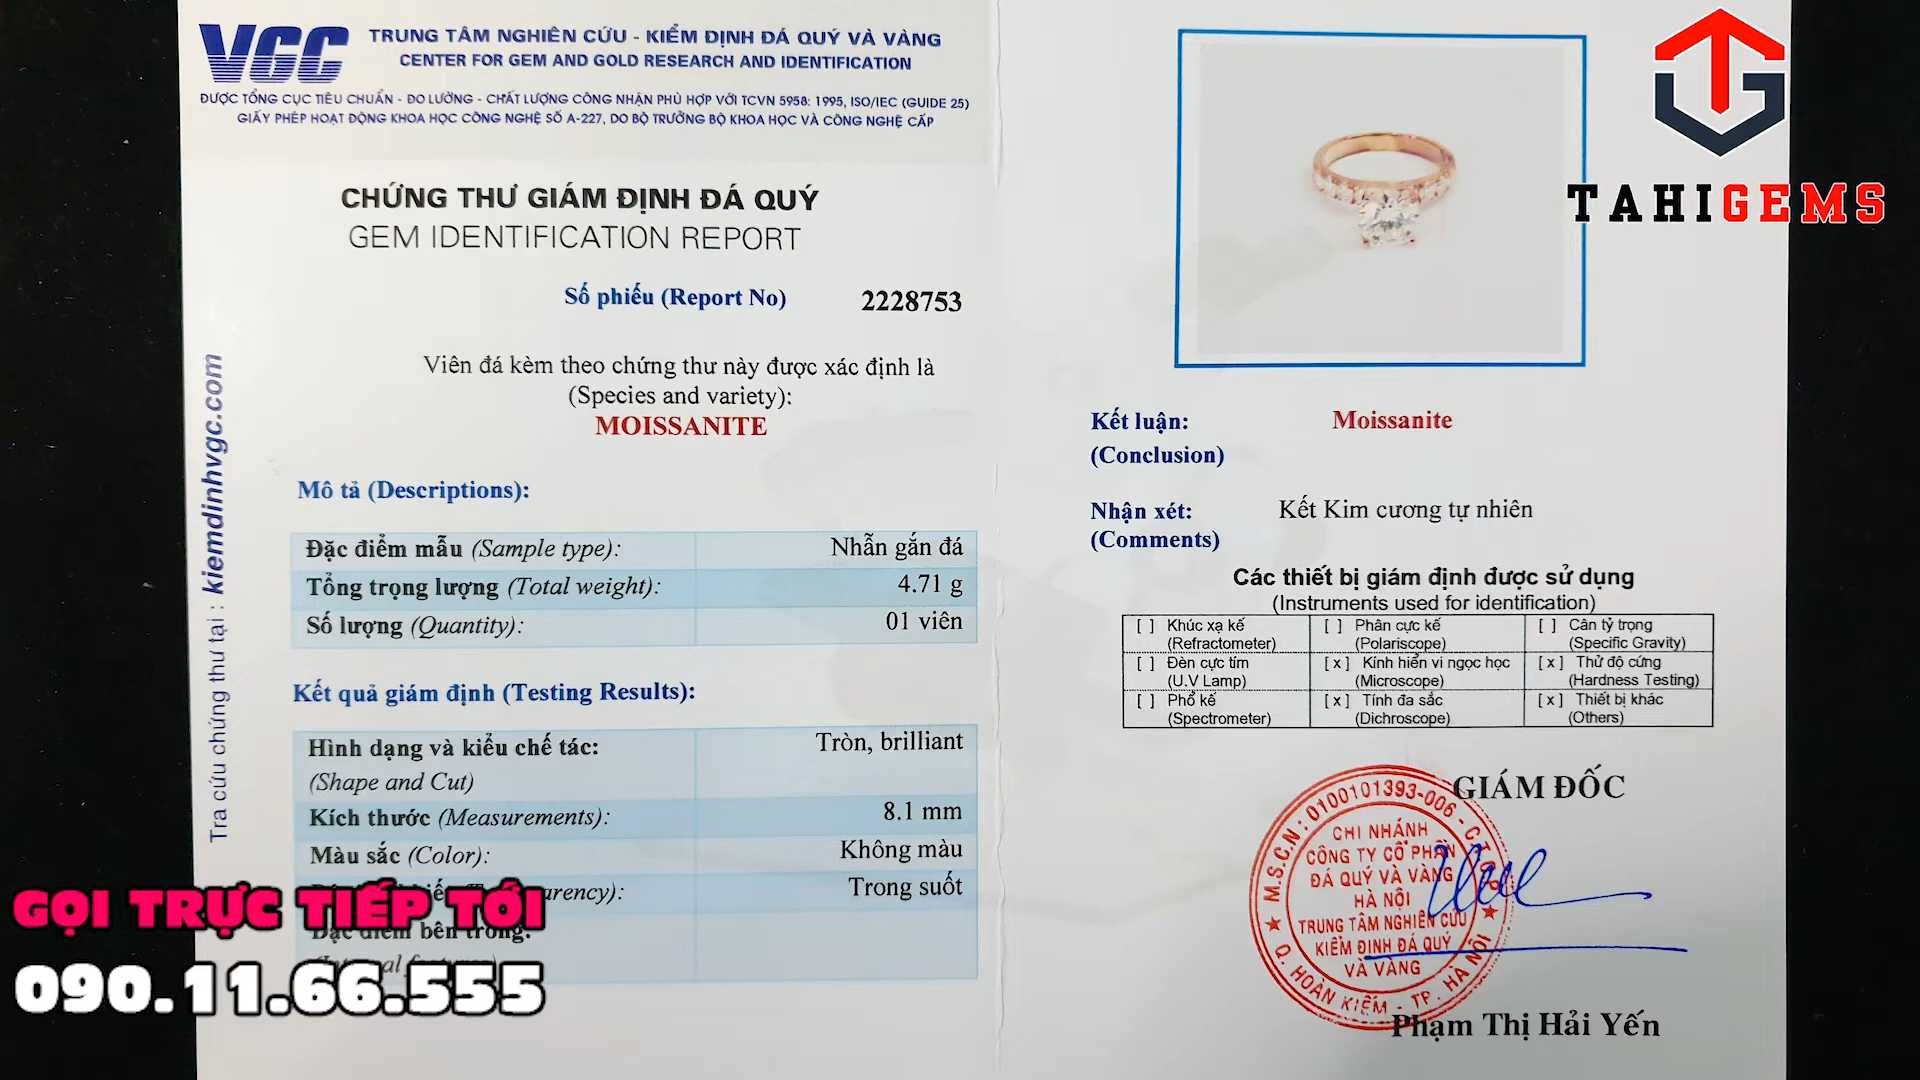 VGC
TRUNG TÂM NGHIÊN CỨU - KIỂM ĐỊNH ĐÁ QUÝ VÀ VÀNG
CENTER FOR GEM AND GOLD RESEARCH AND IDENTIFICATION
ĐƯỢC TỔNG CỤC TIÊU CHUẨN - ĐO LƯỜNG - CHẤT LƯỢNG CÔNG NHẬN PHÙ HỢP VỚI TCVN 5958: 1995, ISO/IEC (GUIDE 25)
GIẤY PHÉP HOẠT ĐỘNG KHOA HỌC CÔNG NGHỆ SỐ A-227, DO BỘ TRƯỞNG BỘ KHOA HỌC VÀ CÔNG NGHỆ CẤP
CHỨNG THƯ GIÁM ĐỊNH ĐÁ QUÝ
GEM IDENTIFICATION REPORT
Số phiếu (Report No) 2228753
Viên đá kèm theo chứng thư này được xác định là
(Species and variety):
MOISSANITE
Mô tả (Descriptions):
Đặc điểm mẫu (Sample type): Nhẫn gắn đá
Tổng trọng lượng (Total weight): 4.71 g
Số lượng (Quantity): 01 viên
Kết quả giám định (Testing Results):
Hình dạng và kiểu chế tác: Tròn, brilliant
(Shape and Cut)
Kích thước (Measurements): 8.1 mm
Màu sắc (Color): Không màu
Trong suốt
bên trong:
Tra cứu chứng thư tại : kiemdinhvgc.com
GỌI TRỰC TIẾP TỚI
090.11.66.555
TG
TAHIGEMS
Kết luận: Moissanite
(Conclusion)
Nhận xét: Kết Kim cương tự nhiên
(Comments)
Các thiết bị giám định được sử dụng
(Instruments used for identification)
[ ] Khúc xạ kế [ ] Phân cực kế [ ] Cân tỷ trọng
(Refractometer) (Polariscope) (Specific Gravity)
[ ] Đèn cực tím [x] Kính hiển vi ngọc học [x] Thử độ cứng
(U.V Lamp) (Microscope) (Hardness Testing)
[ ] Phổ kế [x] Tính đa sắc [x] Thiết bị khác
(Spectrometer) (Dichroscope) (Others)
GIÁM ĐỐC
M.S.C.N: 0100101393-006 - C.T.C.P
CHI NHÁNH
CÔNG TY CỔ PHẦN
ĐÁ QUÝ VÀ VÀNG
HÀ NỘI
TRUNG TÂM NGHIÊN CỨU
KIỂM ĐỊNH ĐÁ QUÝ
VÀ VÀNG
Q. HOÀN KIẾM - TP. HÀ NỘI
Phạm Thị Hải Yến